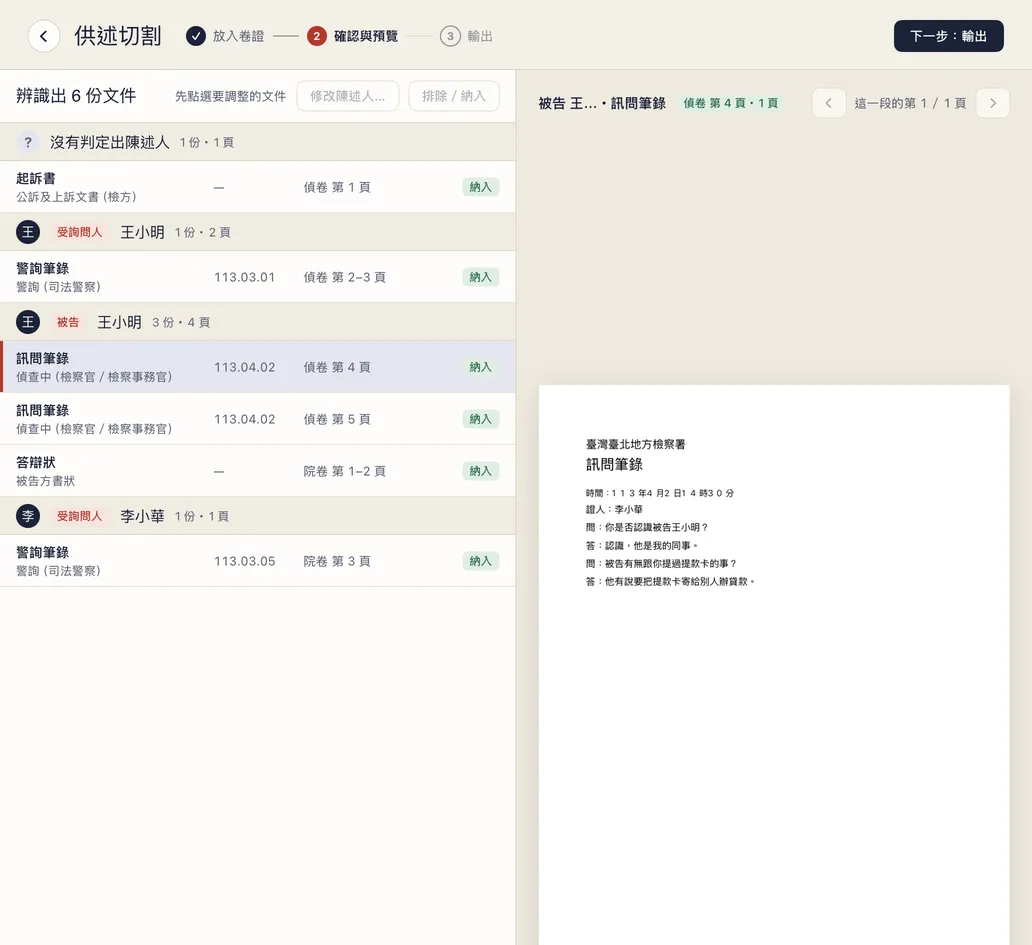 供述切割
放入卷證
2 確認與預覽
3 輸出
下一步：輸出
辨識出 6 份文件
先點選要調整的文件
修改陳述人...
排除 / 納入
? 沒有判定出陳述人 1 份・1 頁
起訴書
公訴及上訴文書 (檢方)
— 偵卷 第 1 頁 納入
王 受詢問人 王小明 1 份・2 頁
警詢筆錄
警詢 (司法警察)
113.03.01 偵卷 第 2–3 頁 納入
王 被告 王小明 3 份・4 頁
訊問筆錄
偵查中 (檢察官 / 檢察事務官)
113.04.02 偵卷 第 4 頁 納入
訊問筆錄
偵查中 (檢察官 / 檢察事務官)
113.04.02 偵卷 第 5 頁 納入
答辯狀
被告方書狀
— 院卷 第 1–2 頁 納入
李 受詢問人 李小華 1 份・1 頁
警詢筆錄
警詢 (司法警察)
113.03.05 院卷 第 3 頁 納入
被告 王...・訊問筆錄
偵卷 第 4 頁・1 頁
這一段的第 1 / 1 頁
臺灣臺北地方檢察署
訊問筆錄
時間：1 1 3 年4 月2 日1 4 時3 0 分
證人：李小華
問：你是否認識被告王小明？
答：認識，他是我的同事。
問：被告有無跟你提過提款卡的事？
答：他有說要把提款卡寄給別人辦貸款。